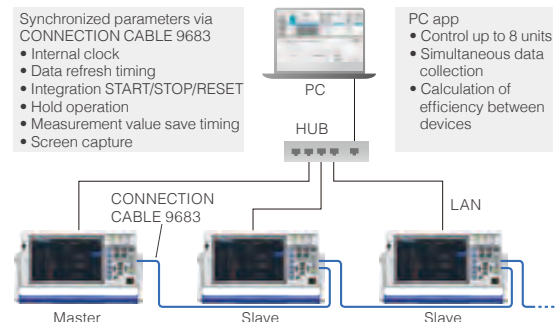 Synchronized parameters via
CONNECTION CABLE 9683
• Internal clock
• Data refresh timing
• Integration START/STOP/RESET
• Hold operation
• Measurement value save timing
• Screen capture
PC app
• Control up to 8 units
• Simultaneous data
collection
• Calculation of
efficiency between
devices
PC
HUB
CONNECTION
CABLE 9683
LAN
Master
Slave
Slave